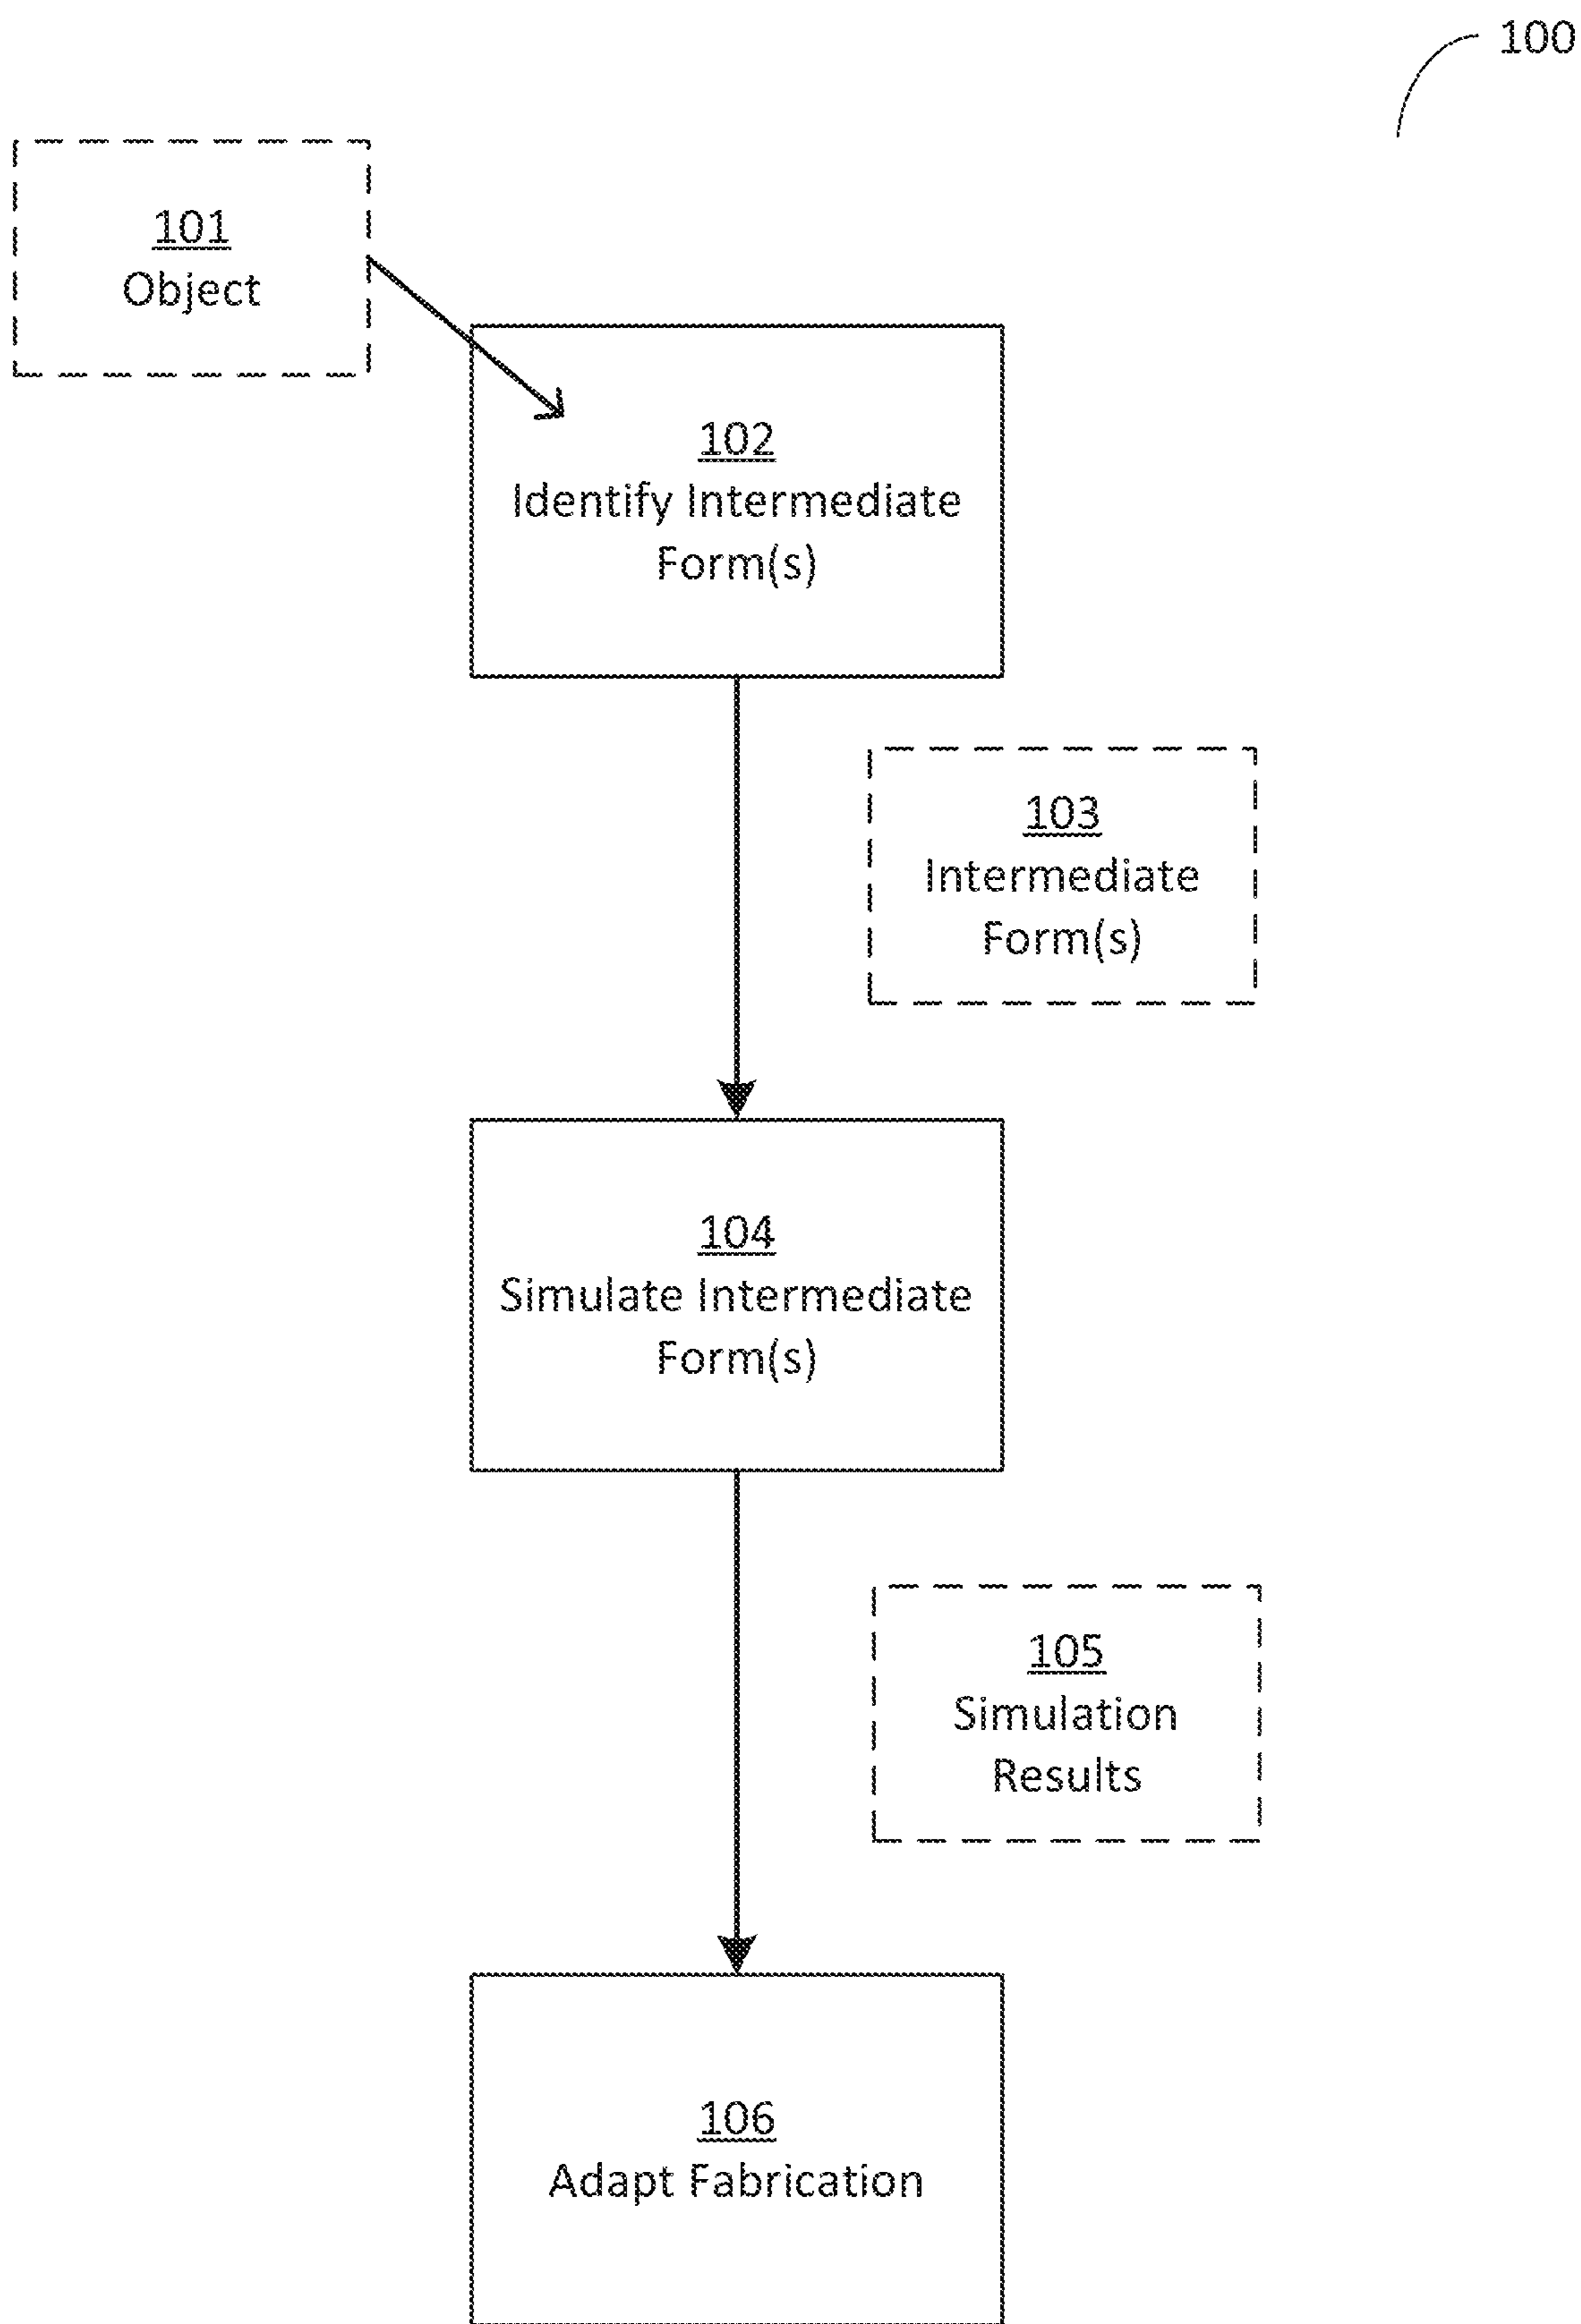 100
101
Object
102
Identify Intermediate
Form(s)
103
Intermediate
Form(s)
104
Simulate Intermediate
Form(s)
105
Simulation
Results
106
Adapt Fabrication